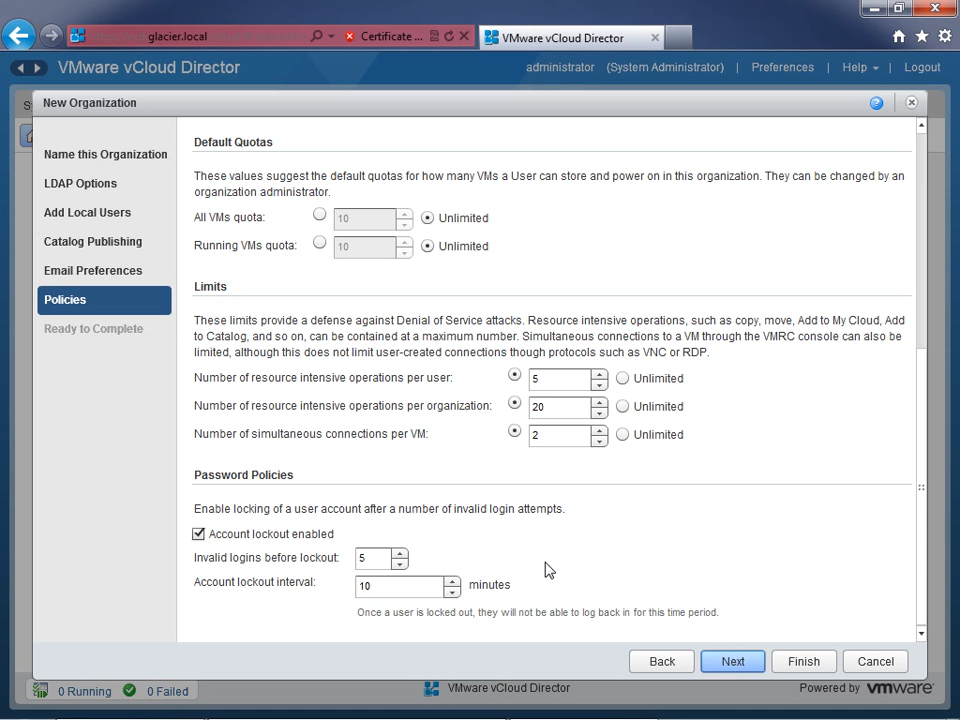 glacier.local
Certificate ...
VMware vCloud Director
VMware vCloud Director
administrator (System Administrator) | Preferences | Help | Logout
New Organization
?
Name this Organization
LDAP Options
Add Local Users
Catalog Publishing
Email Preferences
Policies
Ready to Complete
Default Quotas
These values suggest the default quotas for how many VMs a User can store and power on in this organization. They can be changed by an
organization administrator.
All VMs quota: 10 Unlimited
Running VMs quota: 10 Unlimited
Limits
These limits provide a defense against Denial of Service attacks. Resource intensive operations, such as copy, move, Add to My Cloud, Add
to Catalog, and so on, can be contained at a maximum number. Simultaneous connections to a VM through the VMRC console can also be
limited, although this does not limit user-created connections though protocols such as VNC or RDP.
Number of resource intensive operations per user: 5 Unlimited
Number of resource intensive operations per organization: 20 Unlimited
Number of simultaneous connections per VM: 2 Unlimited
Password Policies
Enable locking of a user account after a number of invalid login attempts.
Account lockout enabled
Invalid logins before lockout: 5
Account lockout interval: 10 minutes
Once a user is locked out, they will not be able to log back in for this time period.
Back Next Finish Cancel
0 Running 0 Failed VMware vCloud Director Powered by vmware